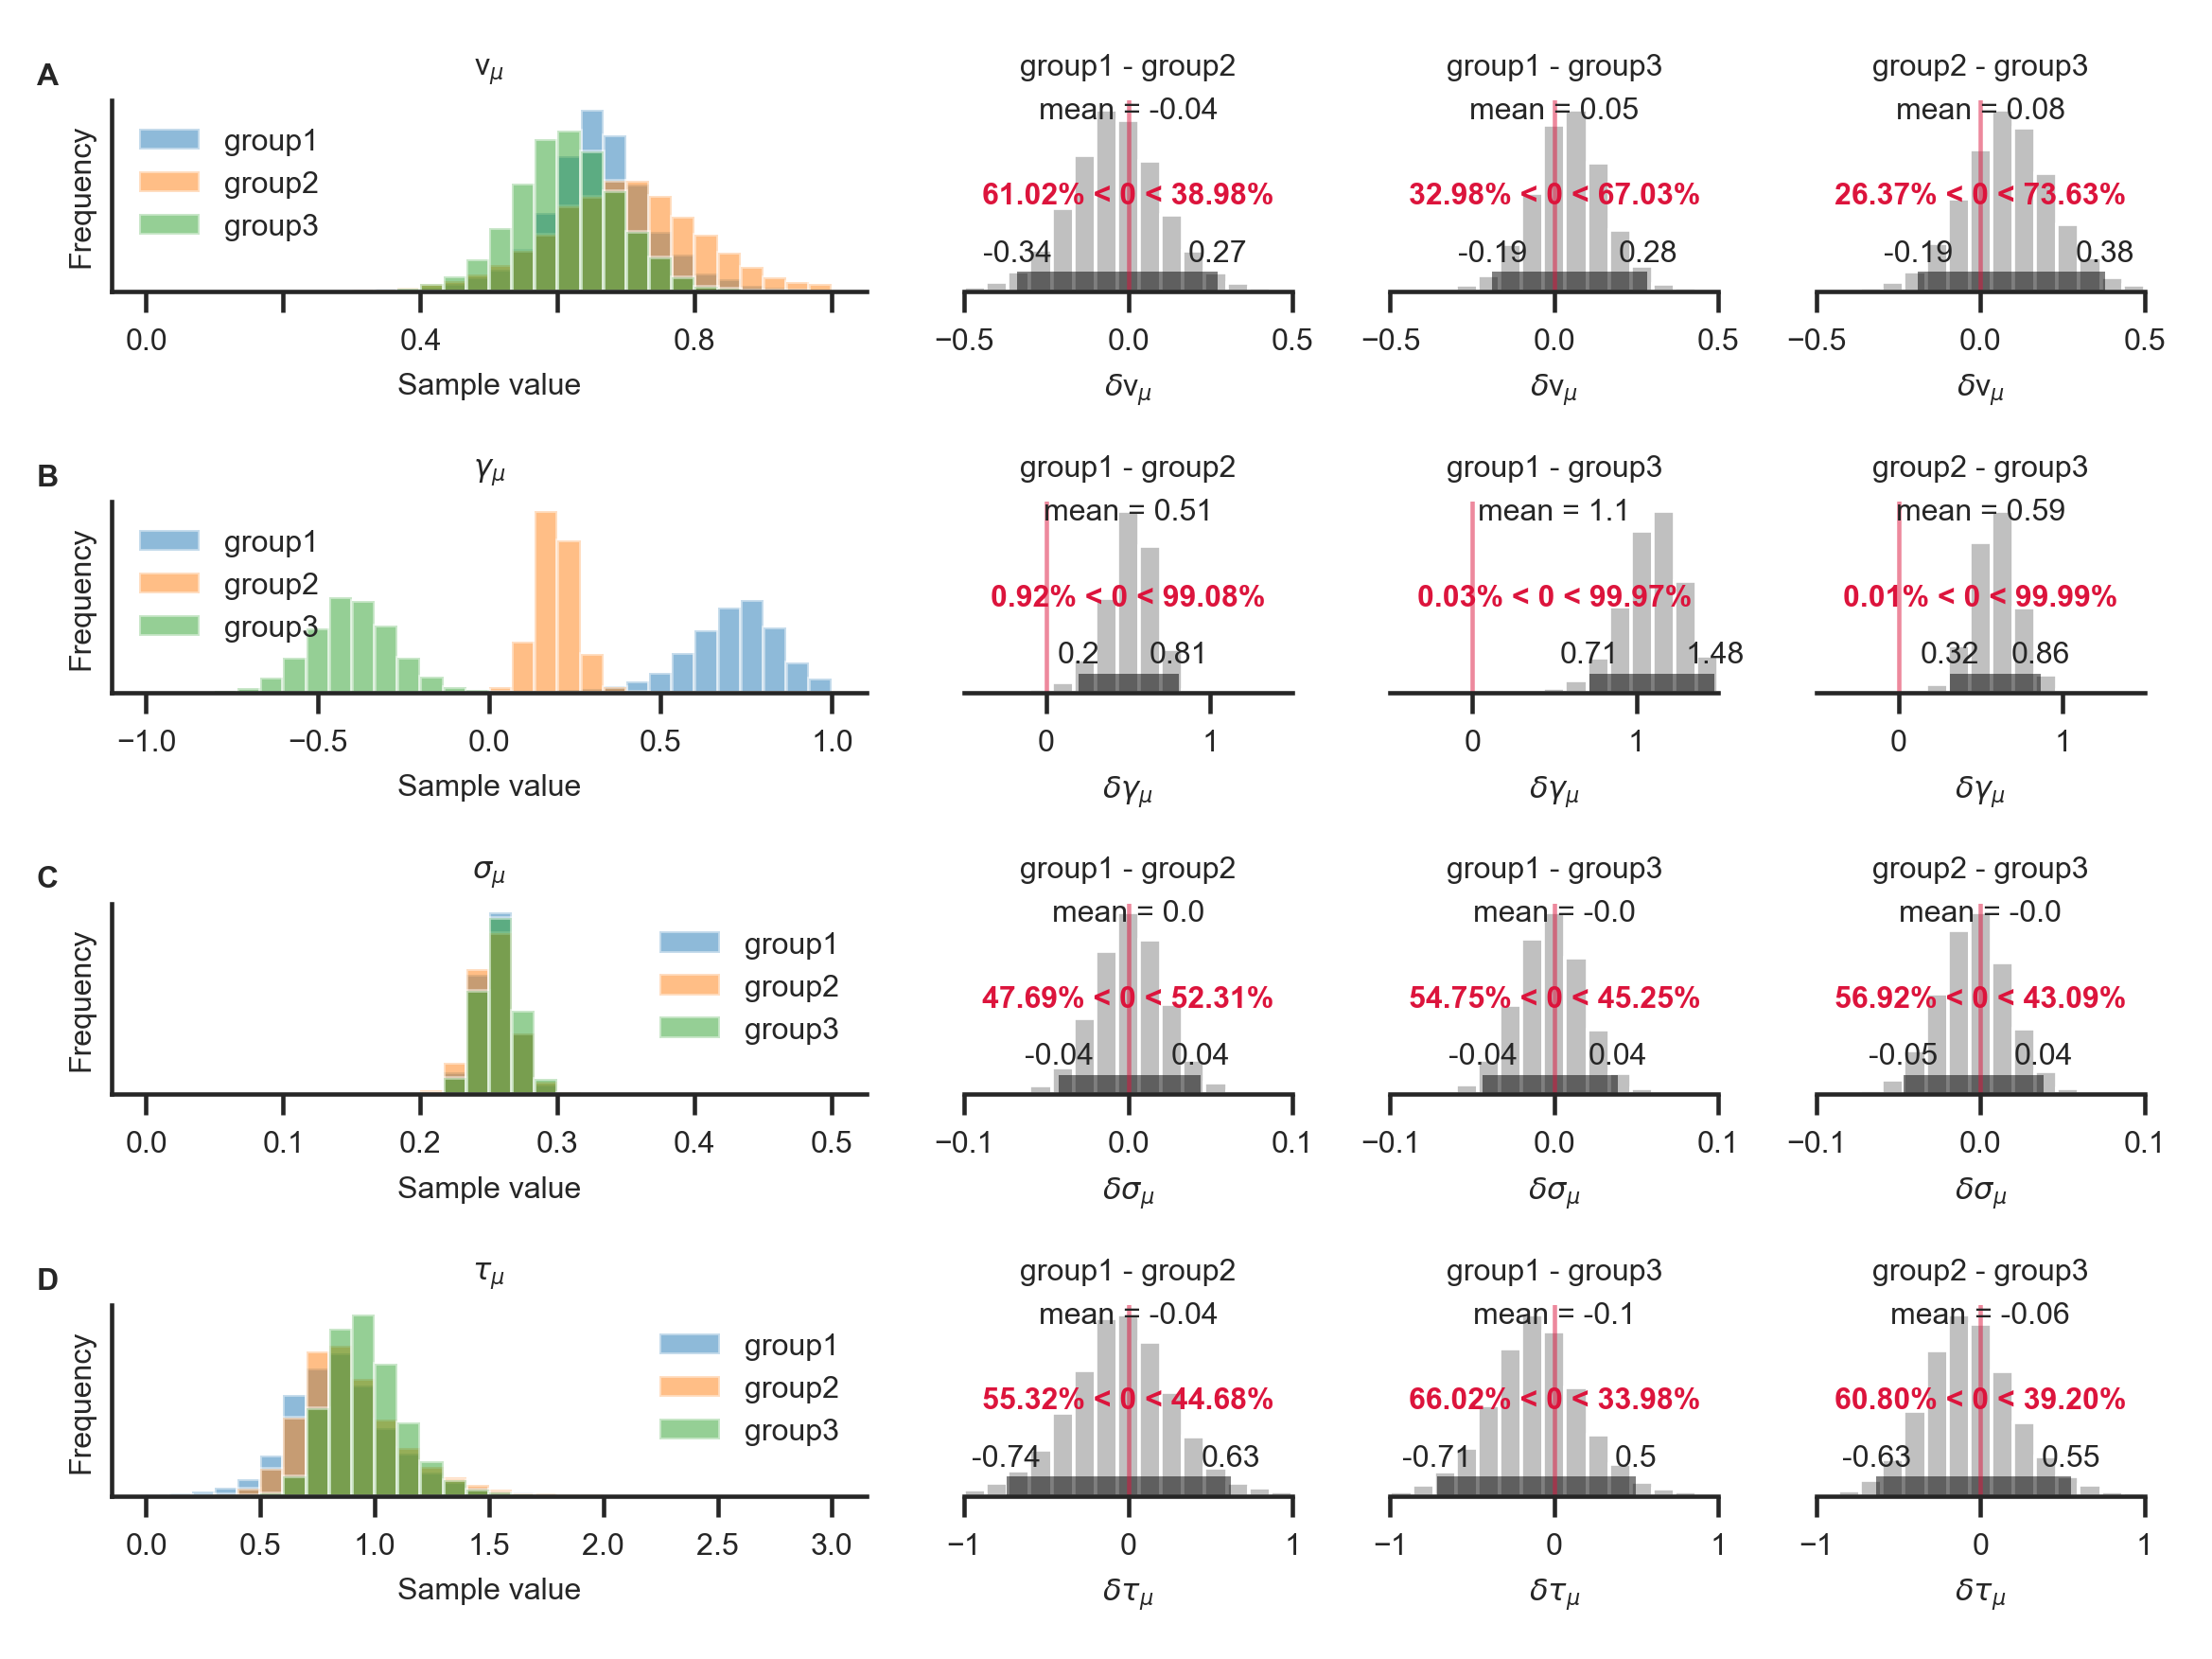 A
v_μ
Frequency
group1
group2
group3
0.0
0.4
0.8
Sample value
group1 - group2
mean = -0.04
61.02% < 0 < 38.98%
-0.34
0.27
−0.5
0.0
0.5
δv_μ
group1 - group3
mean = 0.05
32.98% < 0 < 67.03%
-0.19
0.28
−0.5
0.0
0.5
δv_μ
group2 - group3
mean = 0.08
26.37% < 0 < 73.63%
-0.19
0.38
−0.5
0.0
0.5
δv_μ
B
γ_μ
Frequency
group1
group2
group3
−1.0
−0.5
0.0
0.5
1.0
Sample value
group1 - group2
mean = 0.51
0.92% < 0 < 99.08%
0.2
0.81
0
1
δγ_μ
group1 - group3
mean = 1.1
0.03% < 0 < 99.97%
0.71
1.48
0
1
δγ_μ
group2 - group3
mean = 0.59
0.01% < 0 < 99.99%
0.32
0.86
0
1
δγ_μ
C
σ_μ
Frequency
group1
group2
group3
0.0
0.1
0.2
0.3
0.4
0.5
Sample value
group1 - group2
mean = 0.0
47.69% < 0 < 52.31%
-0.04
0.04
−0.1
0.0
0.1
δσ_μ
group1 - group3
mean = -0.0
54.75% < 0 < 45.25%
-0.04
0.04
−0.1
0.0
0.1
δσ_μ
group2 - group3
mean = -0.0
56.92% < 0 < 43.09%
-0.05
0.04
−0.1
0.0
0.1
δσ_μ
D
τ_μ
Frequency
group1
group2
group3
0.0
0.5
1.0
1.5
2.0
2.5
3.0
Sample value
group1 - group2
mean = -0.04
55.32% < 0 < 44.68%
-0.74
0.63
−1
0
1
δτ_μ
group1 - group3
mean = -0.1
66.02% < 0 < 33.98%
-0.71
0.5
−1
0
1
δτ_μ
group2 - group3
mean = -0.06
60.80% < 0 < 39.20%
-0.63
0.55
−1
0
1
δτ_μ